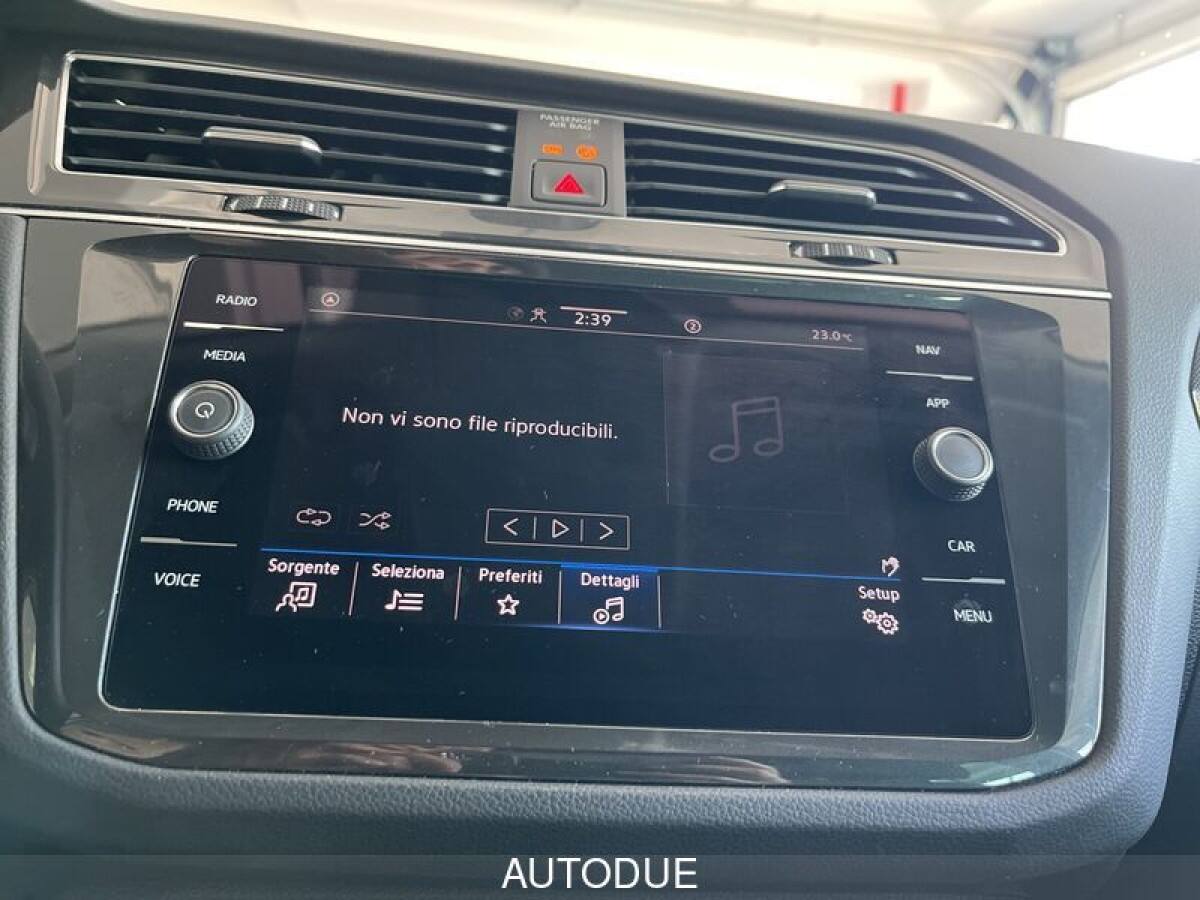 PASSENGER
AIR BAG
RADIO
MEDIA
PHONE
VOICE
2:39
2
23.0°C
Non vi sono file riproducibili.
Sorgente
Seleziona
Preferiti
Dettagli
Setup
NAV
APP
CAR
MENU
AUTODUE